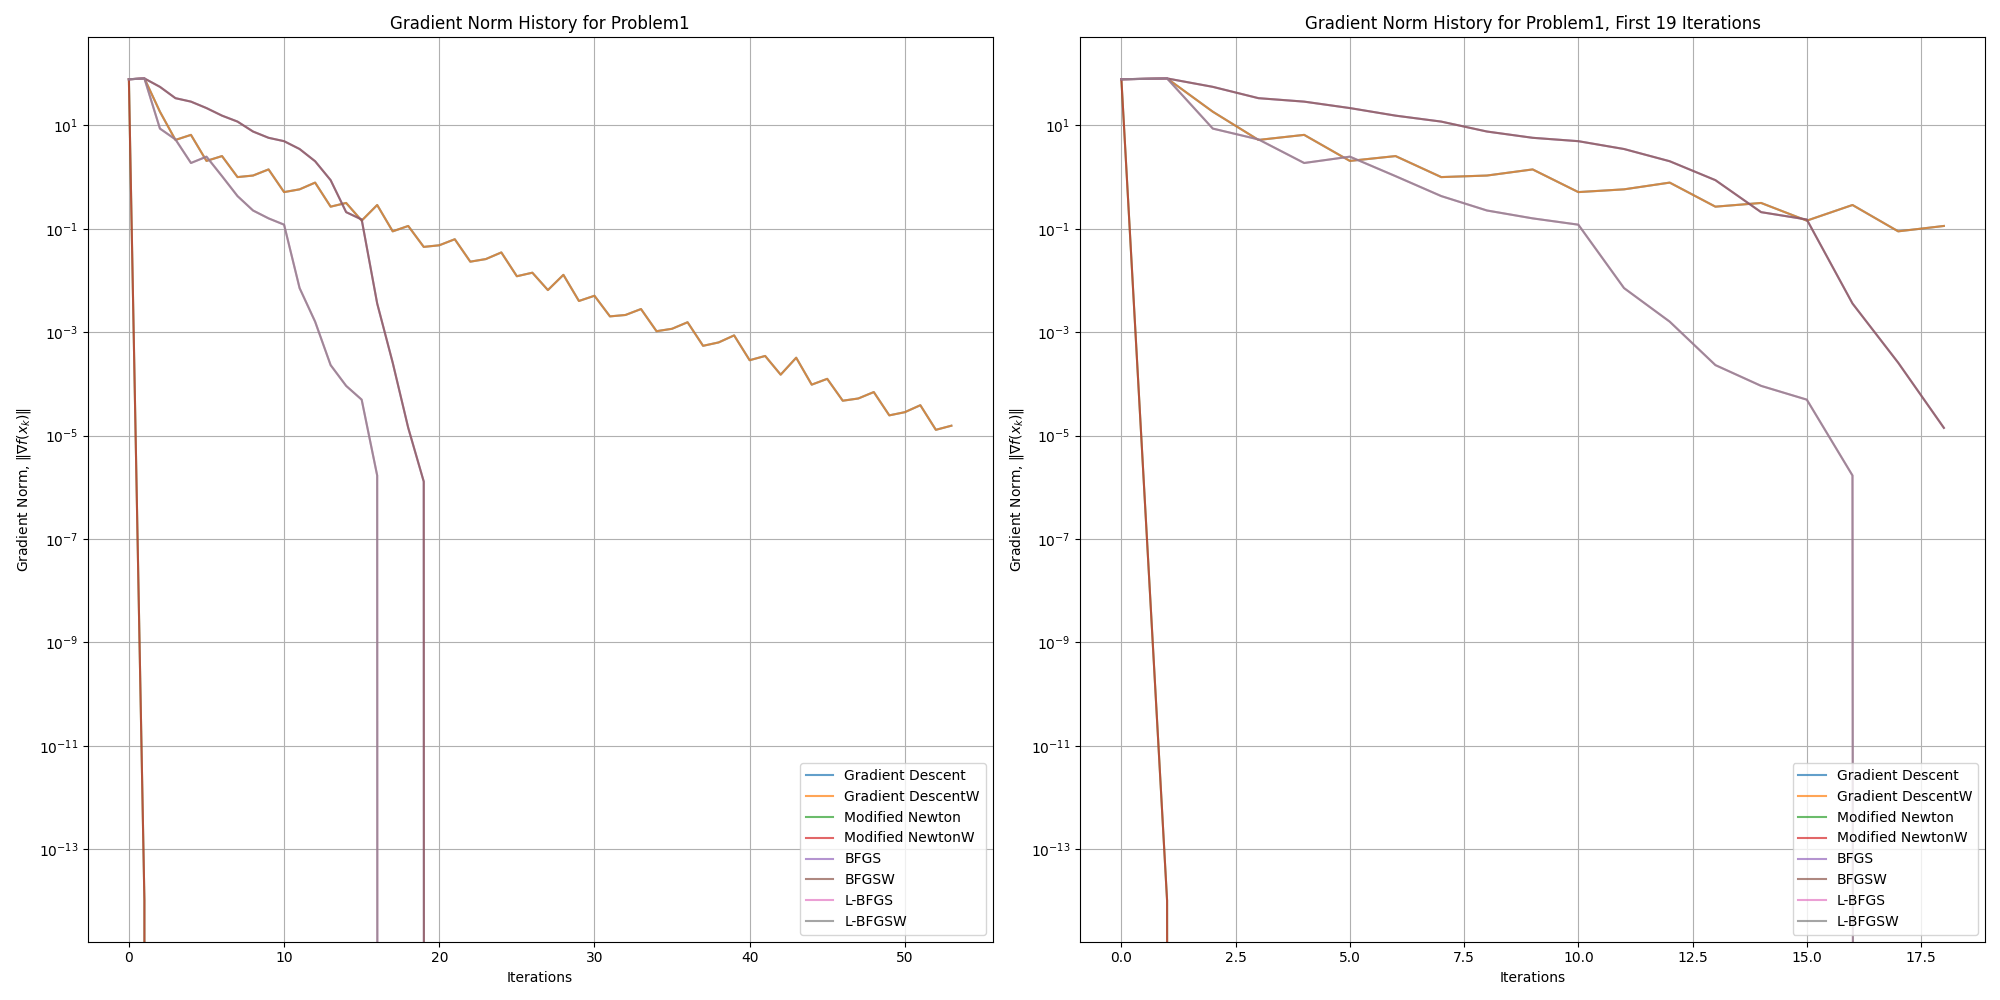 Gradient Norm History for Problem1
Gradient Norm, ‖∇f(x_k)‖
10^1
10^−1
10^−3
10^−5
10^−7
10^−9
10^−11
10^−13
0 10 20 30 40 50
Iterations
Gradient Descent
Gradient DescentW
Modified Newton
Modified NewtonW
BFGS
BFGSW
L-BFGS
L-BFGSW
Gradient Norm History for Problem1, First 19 Iterations
Gradient Norm, ‖∇f(x_k)‖
10^1
10^−1
10^−3
10^−5
10^−7
10^−9
10^−11
10^−13
0.0 2.5 5.0 7.5 10.0 12.5 15.0 17.5
Iterations
Gradient Descent
Gradient DescentW
Modified Newton
Modified NewtonW
BFGS
BFGSW
L-BFGS
L-BFGSW